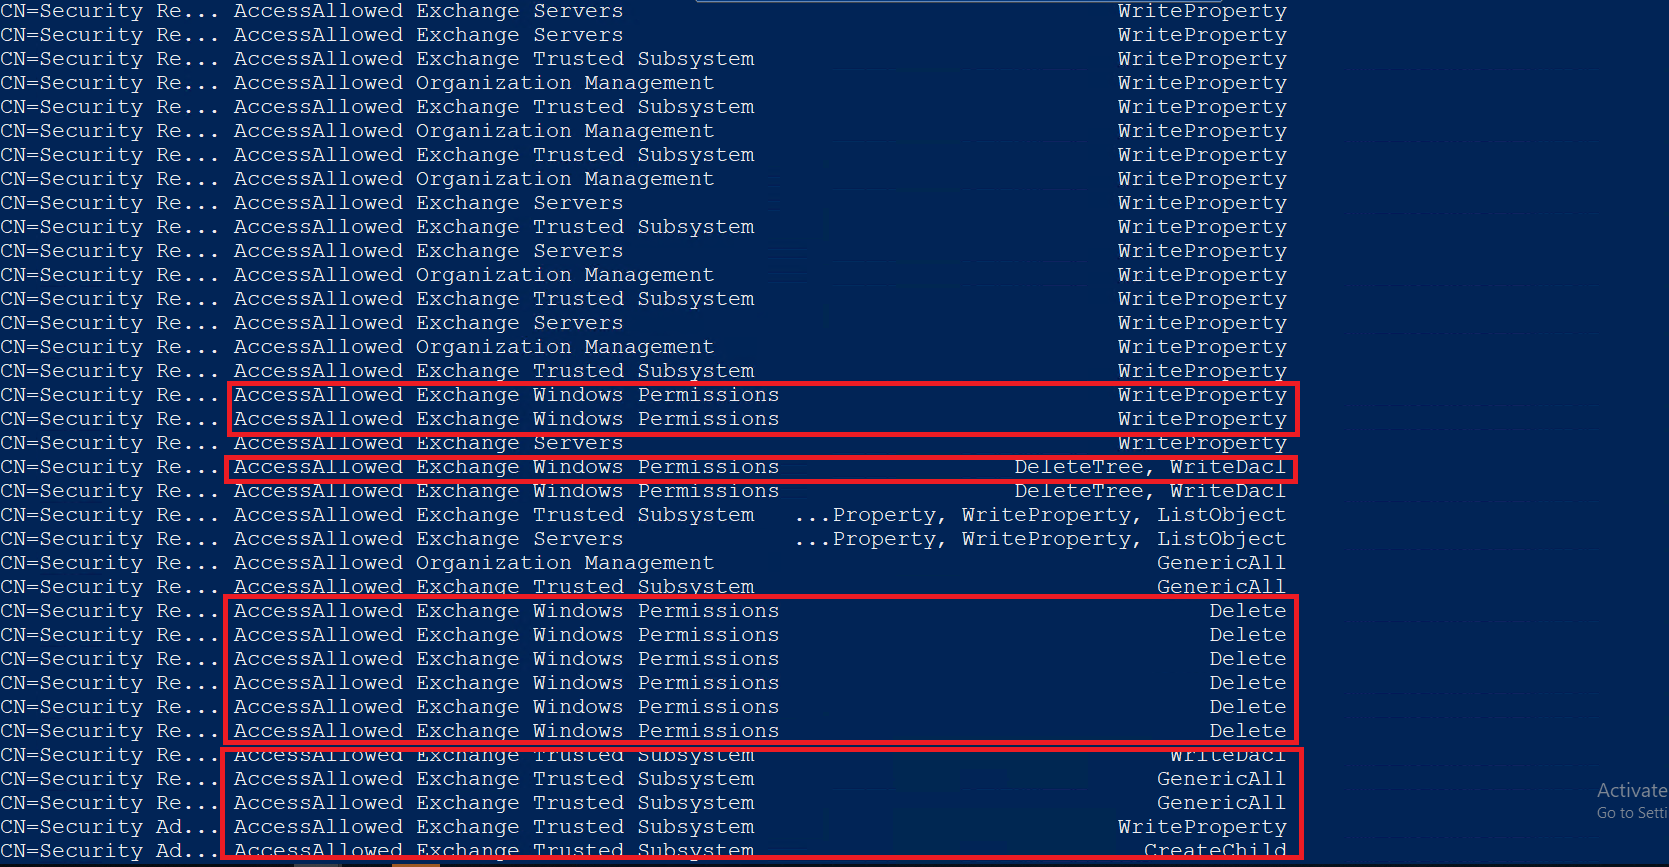 CN=Security Re... AccessAllowed Exchange Servers WriteProperty
CN=Security Re... AccessAllowed Exchange Servers WriteProperty
CN=Security Re... AccessAllowed Exchange Trusted Subsystem WriteProperty
CN=Security Re... AccessAllowed Organization Management WriteProperty
CN=Security Re... AccessAllowed Exchange Trusted Subsystem WriteProperty
CN=Security Re... AccessAllowed Organization Management WriteProperty
CN=Security Re... AccessAllowed Exchange Trusted Subsystem WriteProperty
CN=Security Re... AccessAllowed Organization Management WriteProperty
CN=Security Re... AccessAllowed Exchange Servers WriteProperty
CN=Security Re... AccessAllowed Exchange Trusted Subsystem WriteProperty
CN=Security Re... AccessAllowed Exchange Servers WriteProperty
CN=Security Re... AccessAllowed Organization Management WriteProperty
CN=Security Re... AccessAllowed Exchange Trusted Subsystem WriteProperty
CN=Security Re... AccessAllowed Exchange Servers WriteProperty
CN=Security Re... AccessAllowed Organization Management WriteProperty
CN=Security Re... AccessAllowed Exchange Trusted Subsystem WriteProperty
CN=Security Re... AccessAllowed Exchange Windows Permissions WriteProperty
CN=Security Re... AccessAllowed Exchange Windows Permissions WriteProperty
CN=Security Re... AccessAllowed Exchange Servers WriteProperty
CN=Security Re... AccessAllowed Exchange Windows Permissions DeleteTree, WriteDacl
CN=Security Re... AccessAllowed Exchange Windows Permissions DeleteTree, WriteDacl
CN=Security Re... AccessAllowed Exchange Trusted Subsystem ...Property, WriteProperty, ListObject
CN=Security Re... AccessAllowed Exchange Servers ...Property, WriteProperty, ListObject
CN=Security Re... AccessAllowed Organization Management GenericAll
CN=Security Re... AccessAllowed Exchange Trusted Subsystem GenericAll
CN=Security Re... AccessAllowed Exchange Windows Permissions Delete
CN=Security Re... AccessAllowed Exchange Windows Permissions Delete
CN=Security Re... AccessAllowed Exchange Windows Permissions Delete
CN=Security Re... AccessAllowed Exchange Windows Permissions Delete
CN=Security Re... AccessAllowed Exchange Windows Permissions Delete
CN=Security Re... AccessAllowed Exchange Windows Permissions Delete
CN=Security Re... AccessAllowed Exchange Trusted Subsystem WriteDacl
CN=Security Re... AccessAllowed Exchange Trusted Subsystem GenericAll
CN=Security Re... AccessAllowed Exchange Trusted Subsystem GenericAll
CN=Security Ad... AccessAllowed Exchange Trusted Subsystem WriteProperty
CN=Security Ad... AccessAllowed Exchange Trusted Subsystem CreateChild
Activate
Go to Setti